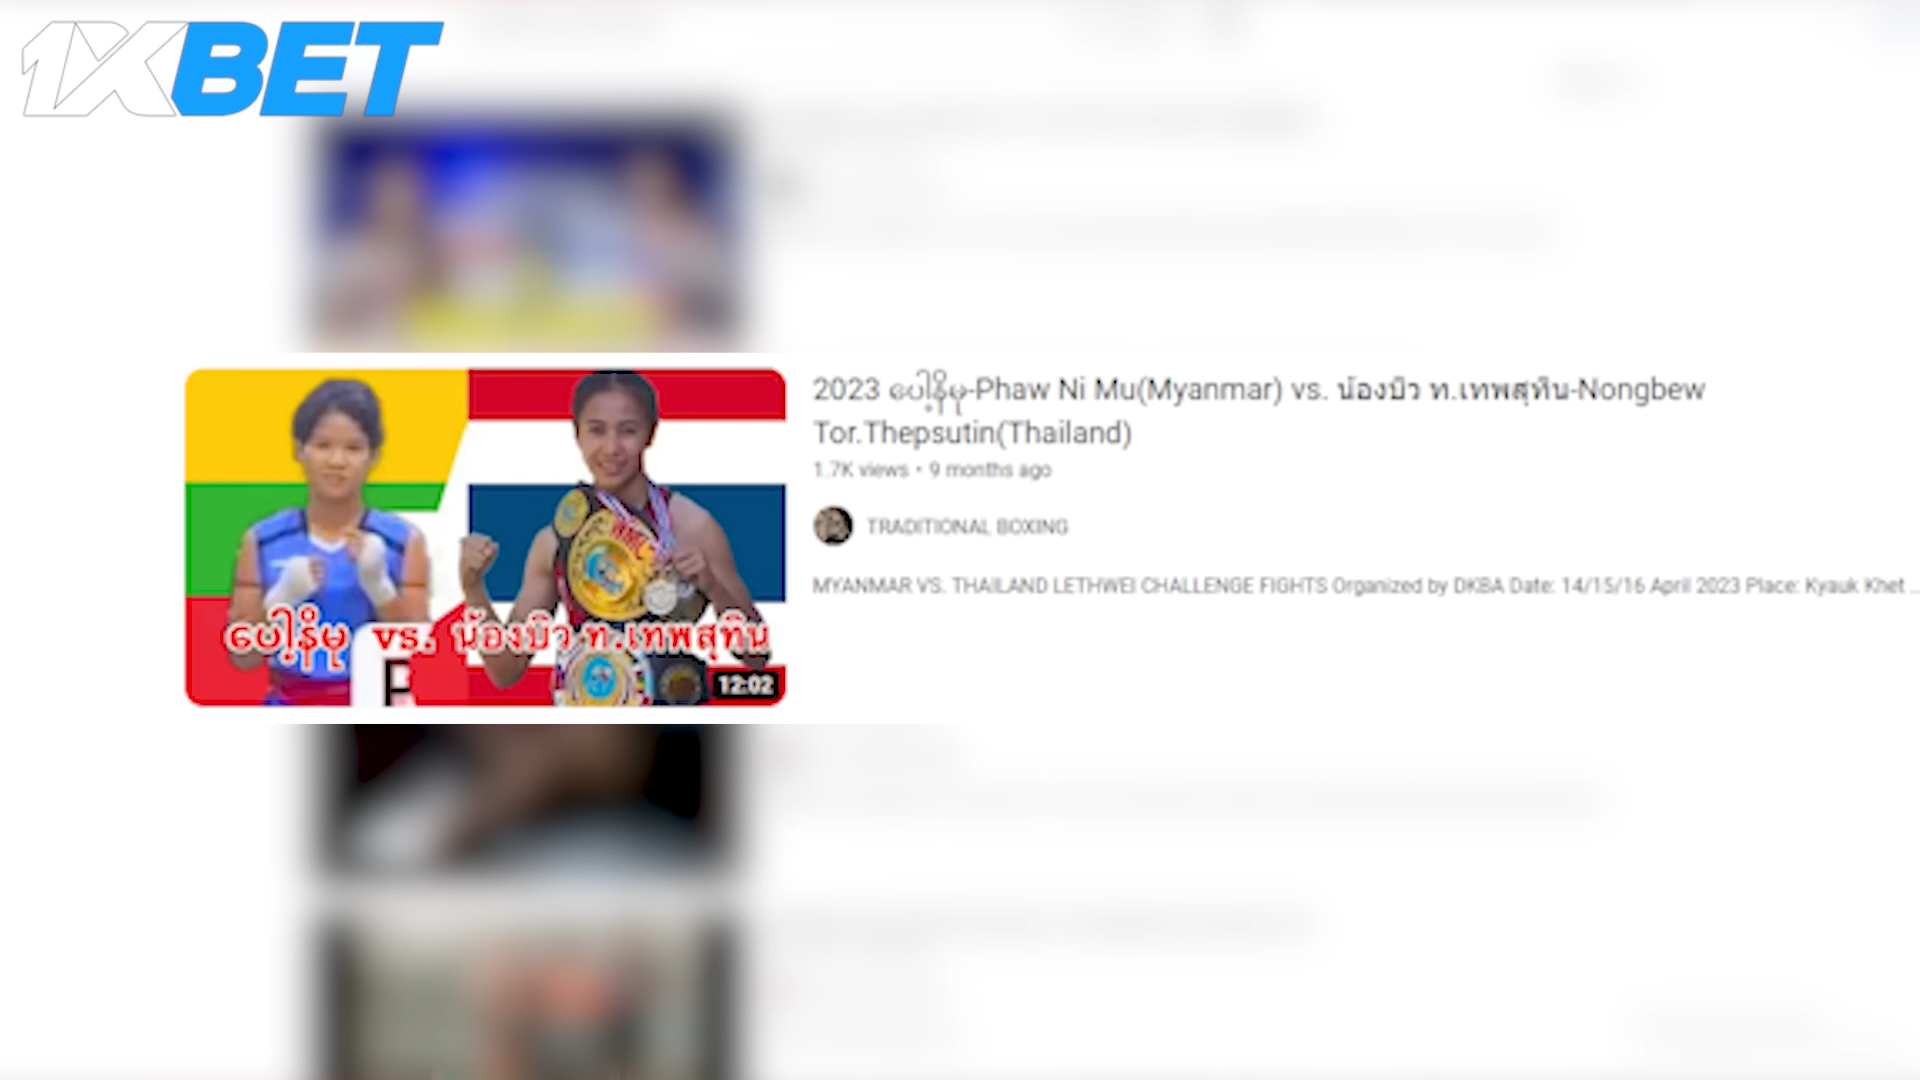 1XBET
2023 ပေါ့နိမု-Phaw Ni Mu(Myanmar) vs. น้องบิว ท.เทพสุทิน-Nongbew
Tor.Thepsutin(Thailand)
1.7K views • 9 months ago
TRADITIONAL BOXING
MYANMAR VS. THAILAND LETHWEI CHALLENGE FIGHTS Organized by DKBA Date: 14/15/16 April 2023 Place: Kyauk Khet ...
ပေါ့နိမု vs. น้องบิว ท.เทพสุทิน
12:02